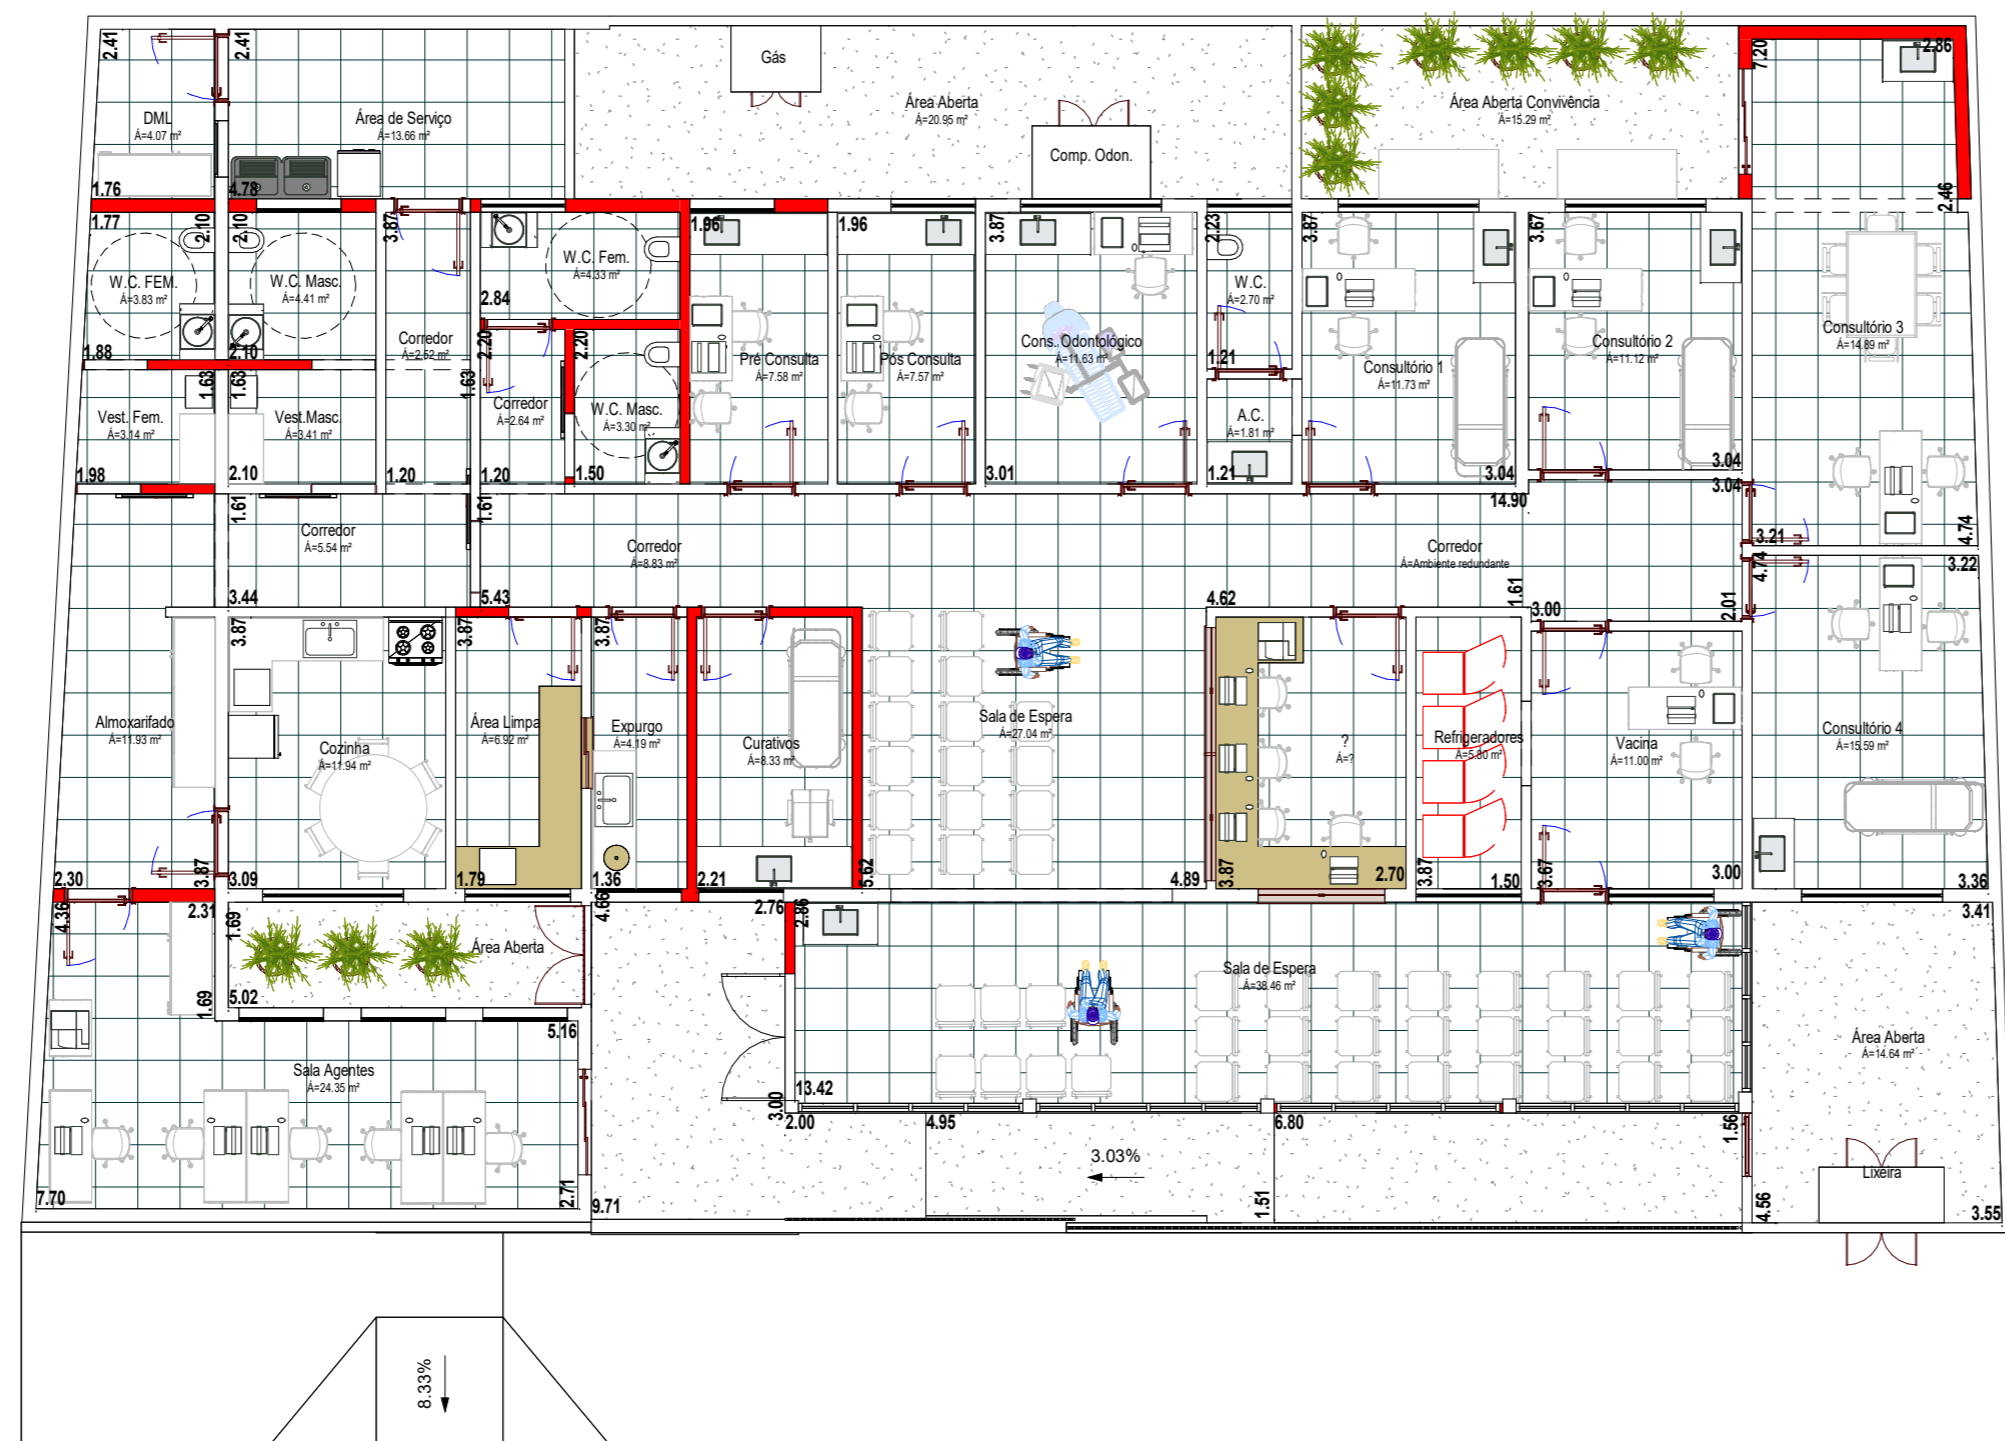 2.41
2.41
7.20
2.86
Gás
Área Aberta
Á=20.95 m²
Área Aberta Convivência
Á=15.29 m²
DML
Á=4.07 m²
Área de Serviço
Á=13.66 m²
Comp. Odon.
1.76
4.78
2.46
1.77
2.10
2.10
3.87
1.96
1.96
3.87
2.23
3.87
3.67
W.C. FEM.
Á=3.83 m²
W.C. Masc.
Á=4.41 m²
W.C. Fem.
Á=4.33 m²
W.C.
Á=2.70 m²
2.84
Corredor
Á=2.52 m²
Pré Consulta
Á=7.58 m²
Pós Consulta
Á=7.57 m²
Cons. Odontológico
Á=11.63 m²
Consultório 1
Á=11.73 m²
Consultório 2
Á=11.12 m²
Consultório 3
Á=14.89 m²
1.88
2.10
2.20
2.20
1.21
1.63
1.63
1.63
Vest. Fem.
Á=3.14 m²
Vest.Masc.
Á=3.41 m²
Corredor
Á=2.64 m²
W.C. Masc.
Á=3.30 m²
A.C.
Á=1.81 m²
1.98
2.10
1.20
1.20
1.50
3.01
1.21
3.04
3.04
3.04
14.90
1.61
1.61
Corredor
Á=5.54 m²
Corredor
Á=8.83 m²
Corredor
Á=Ambiente redundante
3.21
4.74
4.74
3.22
3.44
5.43
4.62
1.61
3.00
2.01
3.87
3.87
3.87
Almoxarifado
Á=11.93 m²
Cozinha
Á=11.94 m²
Área Limpa
Á=6.92 m²
Expurgo
Á=4.19 m²
Curativos
Á=8.33 m²
Sala de Espera
Á=27.04 m²
?
Á=?
Refrigeradores
Á=5.80 m²
Vacina
Á=11.00 m²
Consultório 4
Á=15.59 m²
2.30
3.87
3.09
1.79
1.36
2.21
5.62
4.89
3.87
2.70
3.87
1.50
3.67
3.00
3.36
4.36
2.31
1.69
4.66
2.76
2.86
3.41
Área Aberta
Sala de Espera
Á=38.46 m²
1.69
5.02
5.16
Sala Agentes
Á=24.35 m²
Área Aberta
Á=14.64 m²
13.42
3.00
2.00
4.95
6.80
1.56
3.03%
Lixeira
7.70
2.71
9.71
1.51
4.56
3.55
8.33%